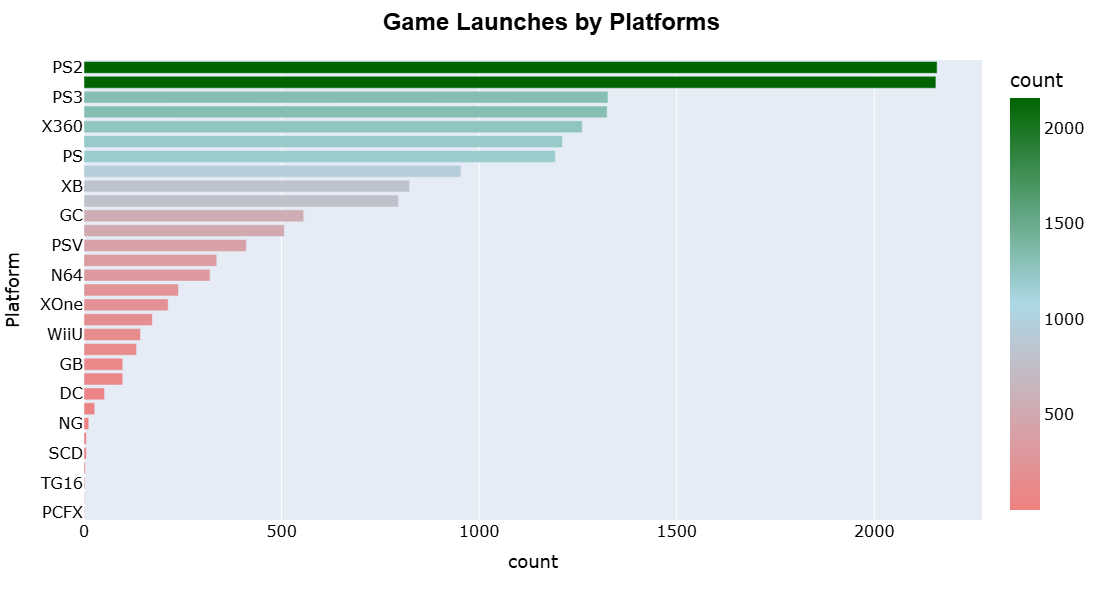 Game Launches by Platforms
Platform
PS2
PS3
X360
PS
XB
GC
PSV
N64
XOne
WiiU
GB
DC
NG
SCD
TG16
PCFX
0 500 1000 1500 2000
count
count
2000
1500
1000
500